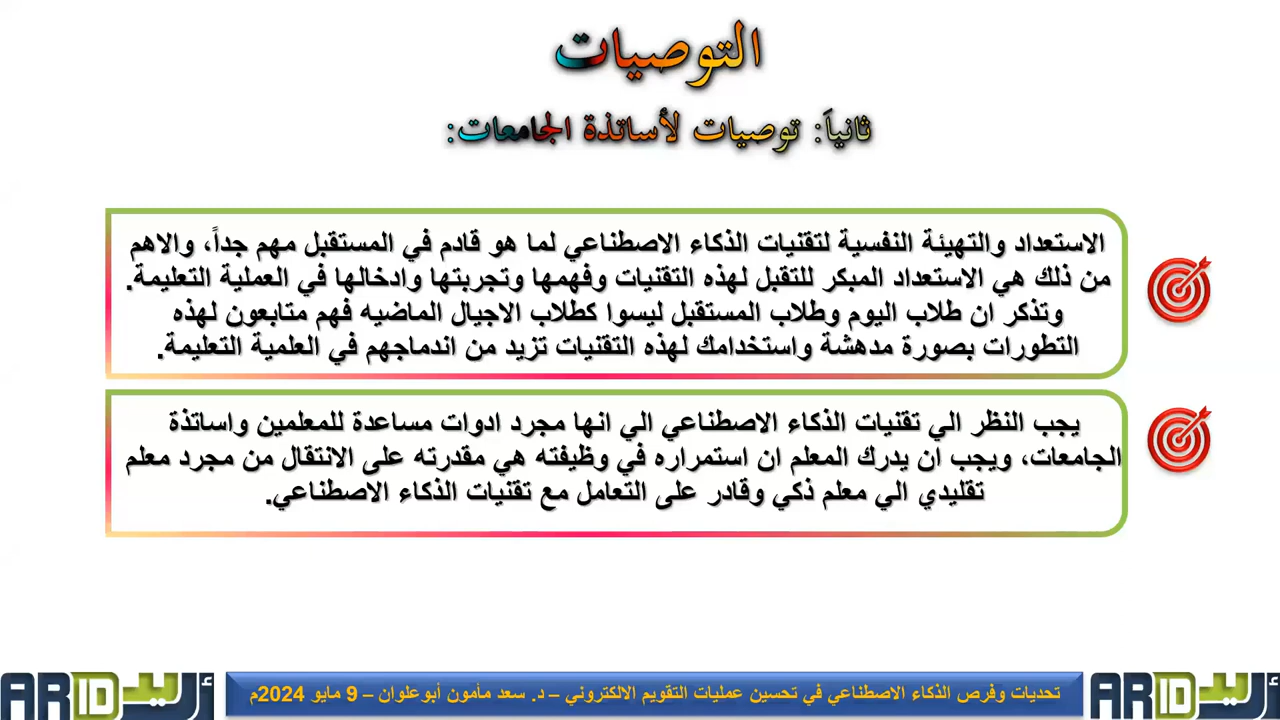 التوصيات
ثانياً: توصيات لأساتذة الجامعات:
الاستعداد والتهيئة النفسية لتقنيات الذكاء الاصطناعي لما هو قادم في المستقبل مهم جداً، والاهم
من ذلك هي الاستعداد المبكر للتقبل لهذه التقنيات وفهمها وتجربتها وادخالها في العملية التعليمة.
وتذكر ان طلاب اليوم وطلاب المستقبل ليسوا كطلاب الاجيال الماضيه فهم متابعون لهذه
التطورات بصورة مدهشة واستخدامك لهذه التقنيات تزيد من اندماجهم في العلمية التعليمة.
يجب النظر الي تقنيات الذكاء الاصطناعي الي انها مجرد ادوات مساعدة للمعلمين واساتذة
الجامعات، ويجب ان يدرك المعلم ان استمراره في وظيفته هي مقدرته على الانتقال من مجرد معلم
تقليدي الي معلم ذكي وقادر على التعامل مع تقنيات الذكاء الاصطناعي.
ARID أريد
تحديات وفرص الذكاء الاصطناعي في تحسين عمليات التقويم الالكتروني – د. سعد مأمون أبوعلوان – 9 مايو 2024م
ARID أريد